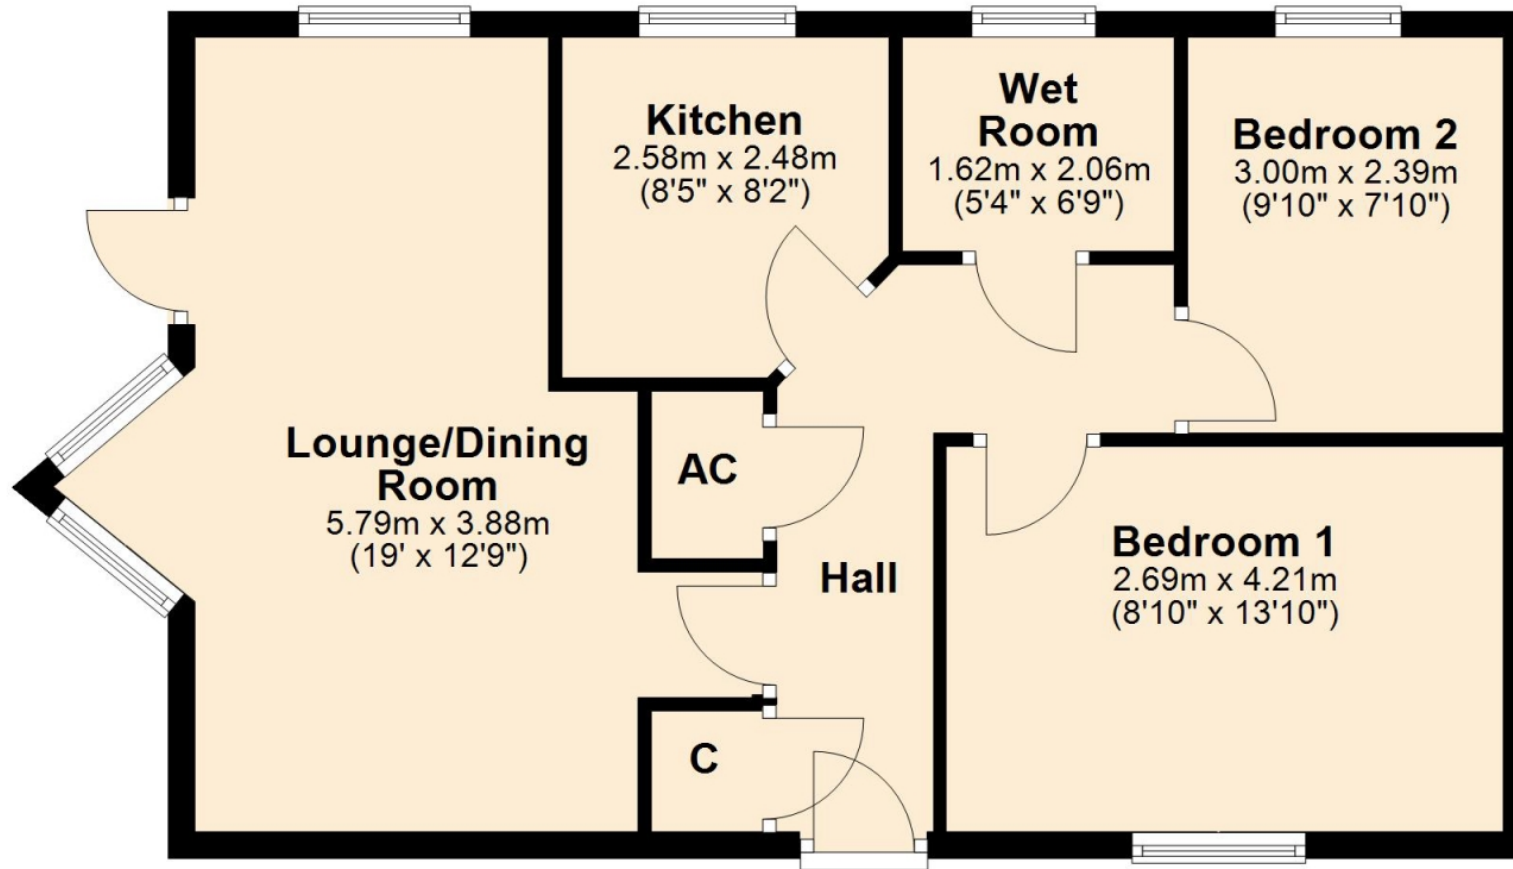 Kitchen
2.58m x 2.48m
(8'5" x 8'2")
Wet
Room
1.62m x 2.06m
(5'4" x 6'9")
Bedroom 2
3.00m x 2.39m
(9'10" x 7'10")
Lounge/Dining
Room
5.79m x 3.88m
(19' x 12'9")
AC
Hall
Bedroom 1
2.69m x 4.21m
(8'10" x 13'10")
C